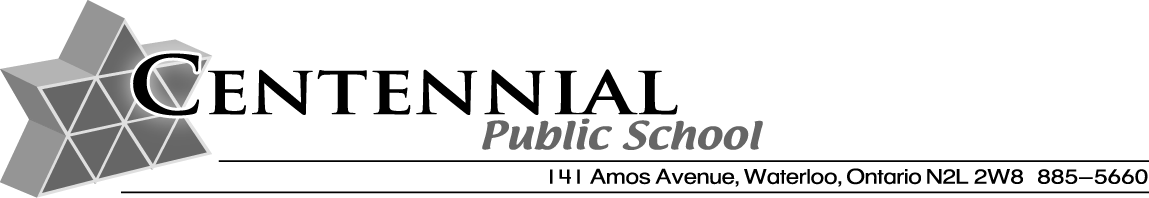 CENTENNIAL
Public School
141 Amos Avenue, Waterloo, Ontario N2L 2W8 885-5660